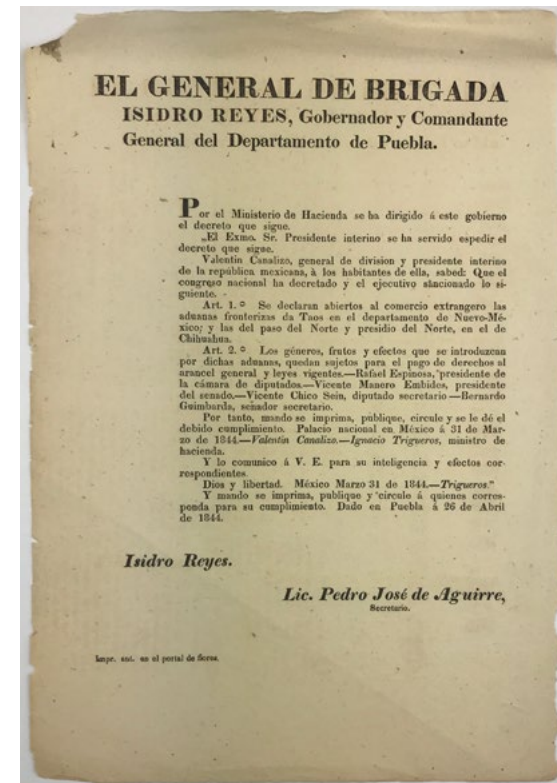 EL GENERAL DE BRIGADA
ISIDRO REYES, Gobernador y Comandante
General del Departamento de Puebla.
Por el Ministerio de Hacienda se ha dirigido á este gobierno
el decreto que sigue.
„El Exmo. Sr. Presidente interino se ha servido espedir el
decreto que sigue.
Valentin Canalizo, general de division y presidente interino
de la república mexicana, à los habitantes de ella, sabed: Que el
congreso nacional ha decretado y el ejecutivo sancionado lo si-
guiente.
Art. 1.º Se declaran abiertos al comercio extrangero las
aduanas fronterizas da Taos en el departamento de Nuevo-Mé-
xico; y las del paso del Norte y presidio del Norte, en el de
Chihuahua.
Art. 2.º Los géneros, frutos y efectos que se introduzcan
por dichas aduanas, quedan sujetos para el pago de derechos al
arancel general y leyes vigentes.—Rafael Espinosa, presidente de
la cámara de diputados.—Vicente Manero Embides, presidente
del senado.—Vicente Chico Sein, diputado secretario—Bernardo
Guimbarda, senador secretario.
Por tanto, mando se imprima, publique, circule y se le dé el
debido cumplimiento. Palacio nacional en México á 31 de Mar-
zo de 1844.—Valentin Canalizo.—Ignacio Trigueros, ministro de
hacienda.
Y lo comunico á V. E. para su inteligencia y efectos cor-
respondientes.
Dios y libertad. México Marzo 31 de 1844.—Trigueros."
Y mando se imprima, publique y circule á quienes corres-
ponda para su cumplimiento. Dado en Puebla á 26 de Abril
de 1844.
Isidro Reyes.
Lic. Pedro José de Aguirre,
Secretario.
Impr. ant. en el portal de flores.